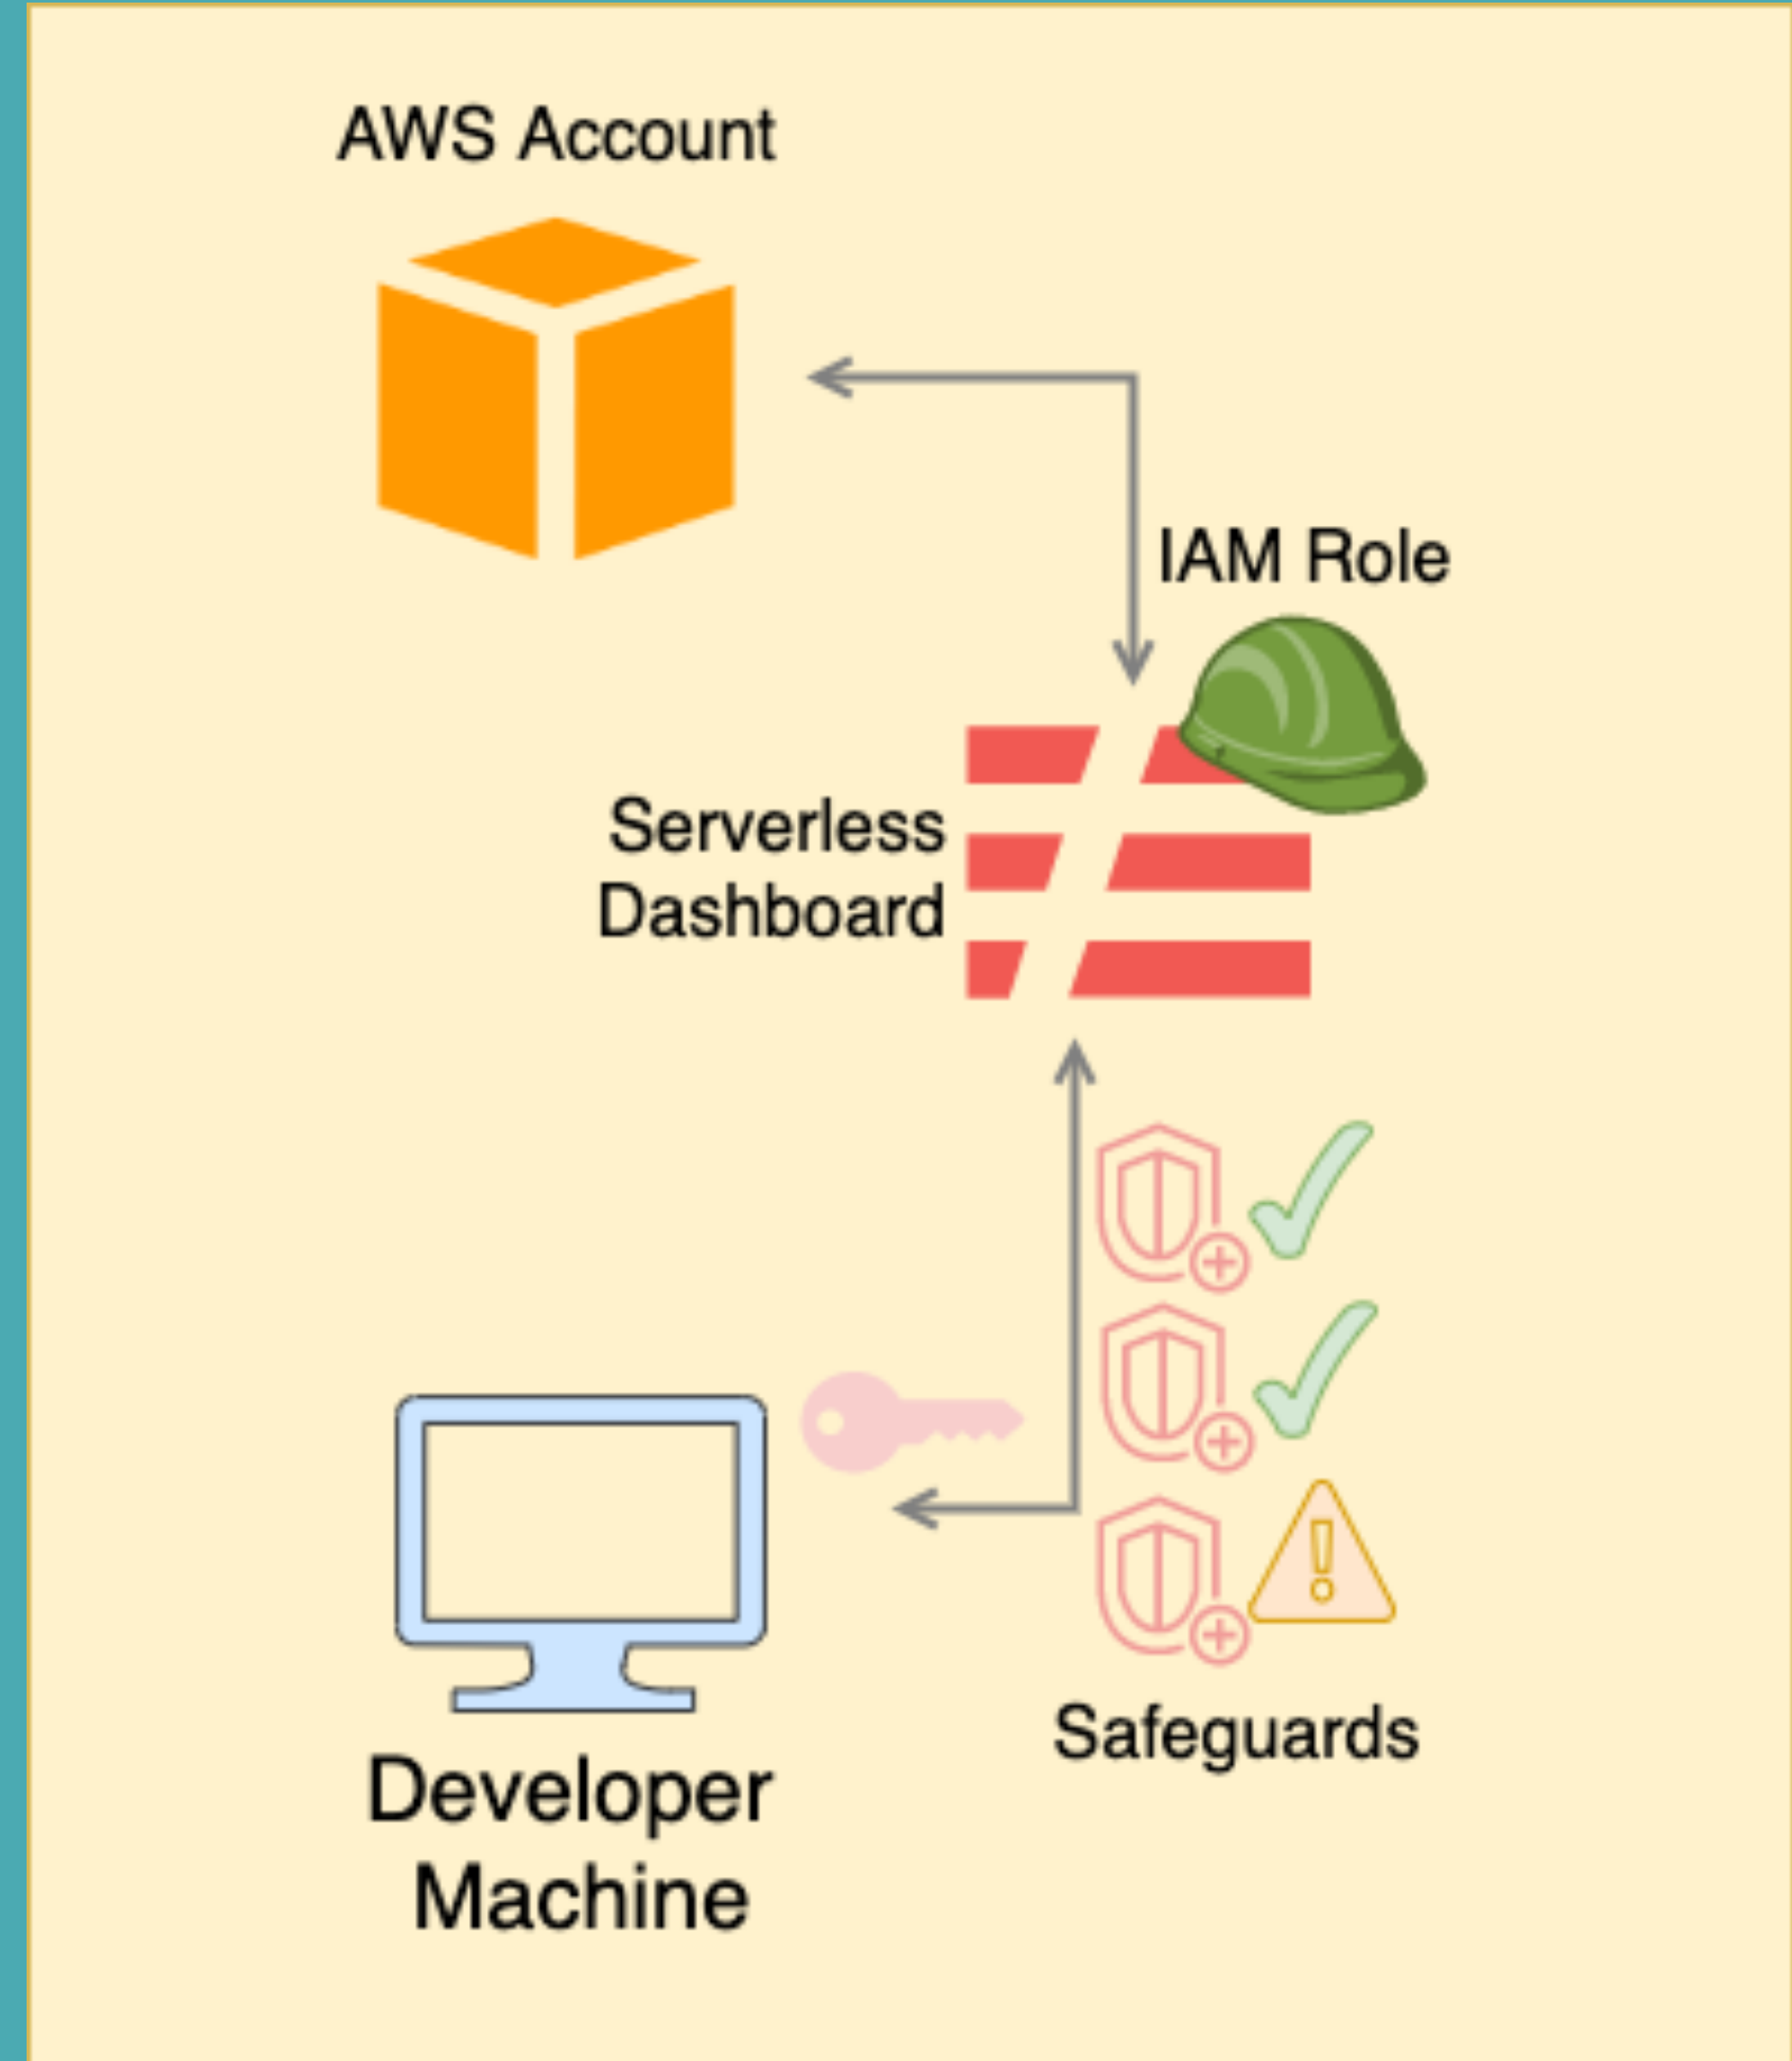 AWS Account
IAM Role
Serverless
Dashboard
Safeguards
Developer
Machine